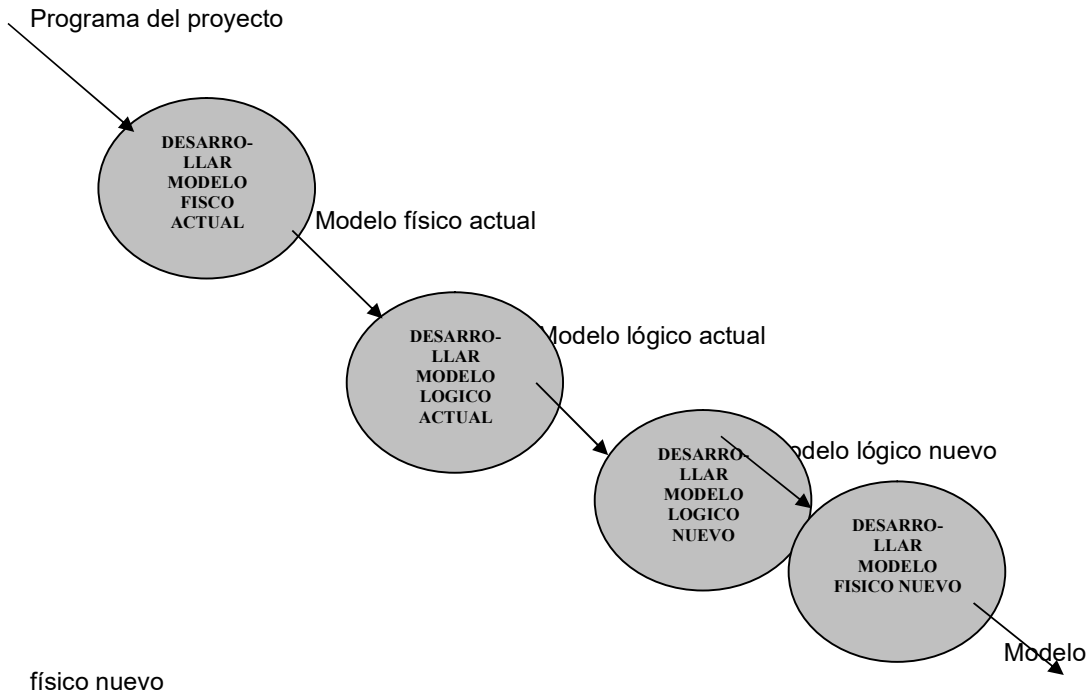 Programa del proyecto
DESARRO-
LLAR
MODELO
FISCO
ACTUAL
Modelo físico actual
DESARRO-
LLAR
MODELO
LOGICO
ACTUAL
Modelo lógico actual
DESARRO-
LLAR
MODELO
LOGICO
NUEVO
odelo lógico nuevo
DESARRO-
LLAR
MODELO
FISICO NUEVO
Modelo
físico nuevo